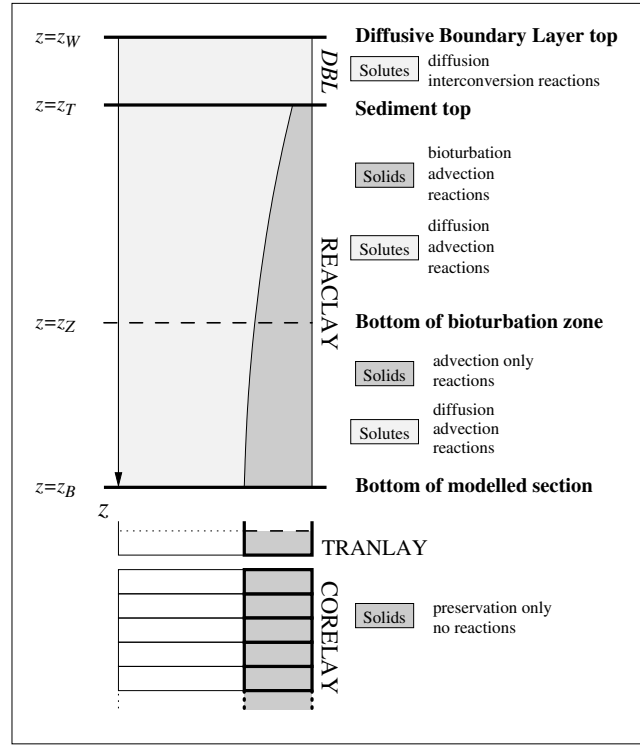 z=z_W
Diffusive Boundary Layer top
DBL
Solutes
diffusion
interconversion reactions
z=z_T
Sediment top
Solids
bioturbation
advection
reactions
REACLAY
Solutes
diffusion
advection
reactions
z=z_Z
Bottom of bioturbation zone
Solids
advection only
reactions
Solutes
diffusion
advection
reactions
z=z_B
Bottom of modelled section
z
TRANLAY
CORELAY
Solids
preservation only
no reactions